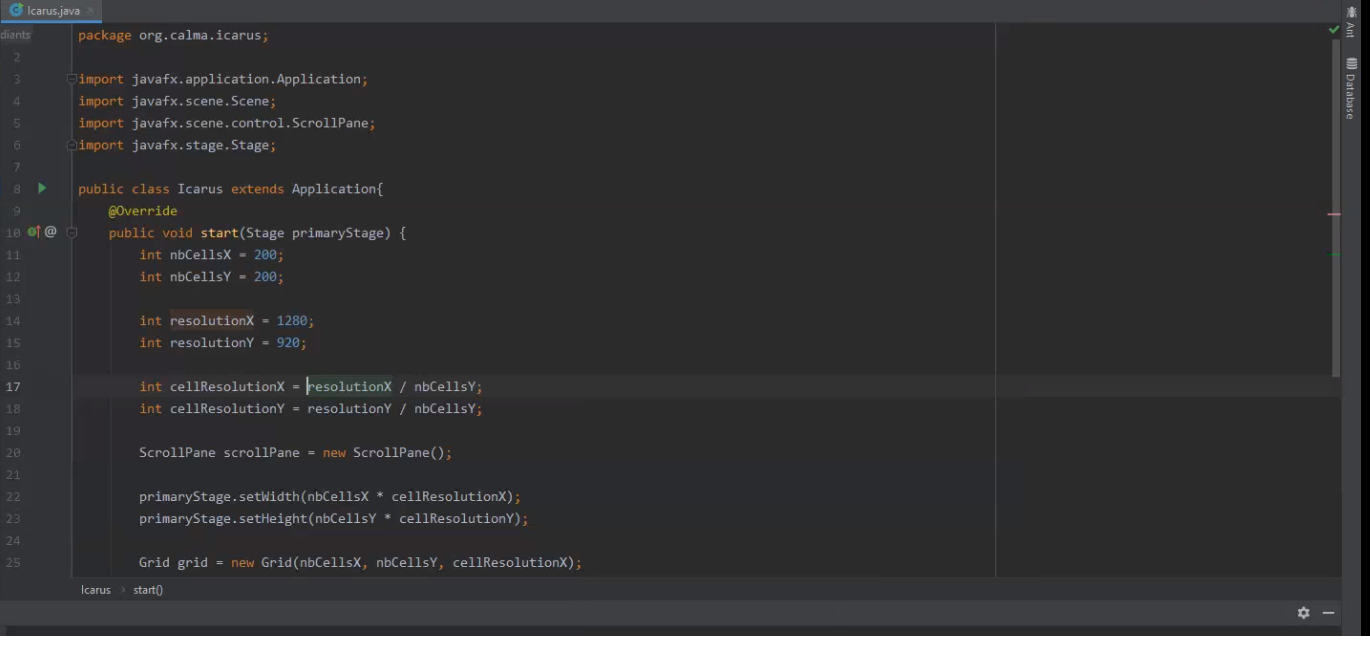 Icarus.java
diants
package org.calma.icarus;
2
3 import javafx.application.Application;
4 import javafx.scene.Scene;
5 import javafx.scene.control.ScrollPane;
6 import javafx.stage.Stage;
7
8 public class Icarus extends Application{
9 @Override
10 @ public void start(Stage primaryStage) {
11 int nbCellsX = 200;
12 int nbCellsY = 200;
13
14 int resolutionX = 1280;
15 int resolutionY = 920;
16
17 int cellResolutionX = resolutionX / nbCellsY;
18 int cellResolutionY = resolutionY / nbCellsY;
19
20 ScrollPane scrollPane = new ScrollPane();
21
22 primaryStage.setWidth(nbCellsX * cellResolutionX);
23 primaryStage.setHeight(nbCellsY * cellResolutionY);
24
25 Grid grid = new Grid(nbCellsX, nbCellsY, cellResolutionX);
Icarus > start()
Ant
Database